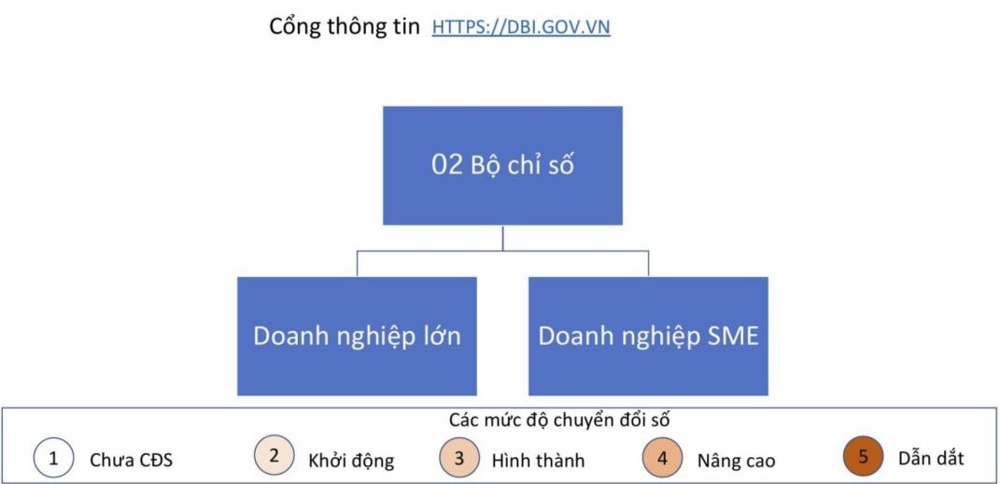 Cổng thông tin HTTPS://DBI.GOV.VN
02 Bộ chỉ số
Doanh nghiệp lớn
Doanh nghiệp SME
Các mức độ chuyển đổi số
1 Chưa CĐS
2 Khởi động
3 Hình thành
4 Nâng cao
5 Dẫn dắt